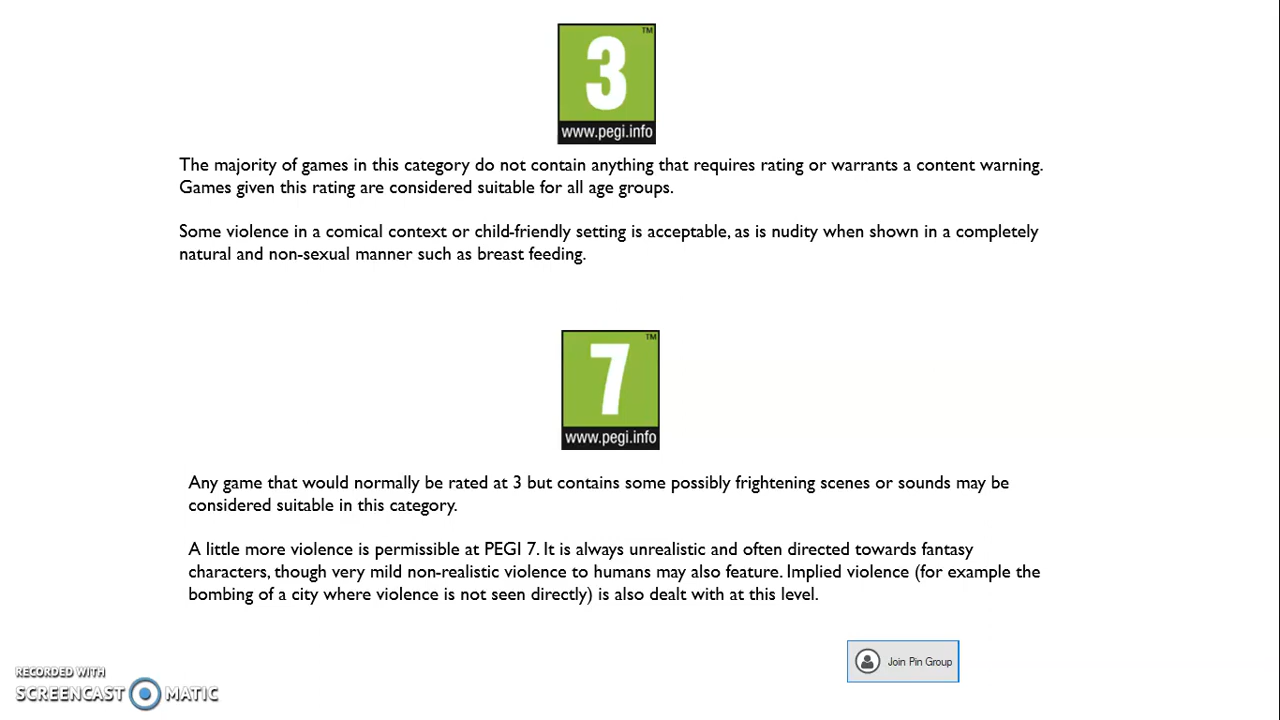 3
TM
www.pegi.info
The majority of games in this category do not contain anything that requires rating or warrants a content warning.
Games given this rating are considered suitable for all age groups.
Some violence in a comical context or child-friendly setting is acceptable, as is nudity when shown in a completely
natural and non-sexual manner such as breast feeding.
7
TM
www.pegi.info
Any game that would normally be rated at 3 but contains some possibly frightening scenes or sounds may be
considered suitable in this category.
A little more violence is permissible at PEGI 7. It is always unrealistic and often directed towards fantasy
characters, though very mild non-realistic violence to humans may also feature. Implied violence (for example the
bombing of a city where violence is not seen directly) is also dealt with at this level.
Join Pin Group
RECORDED WITH
SCREENCAST MATIC